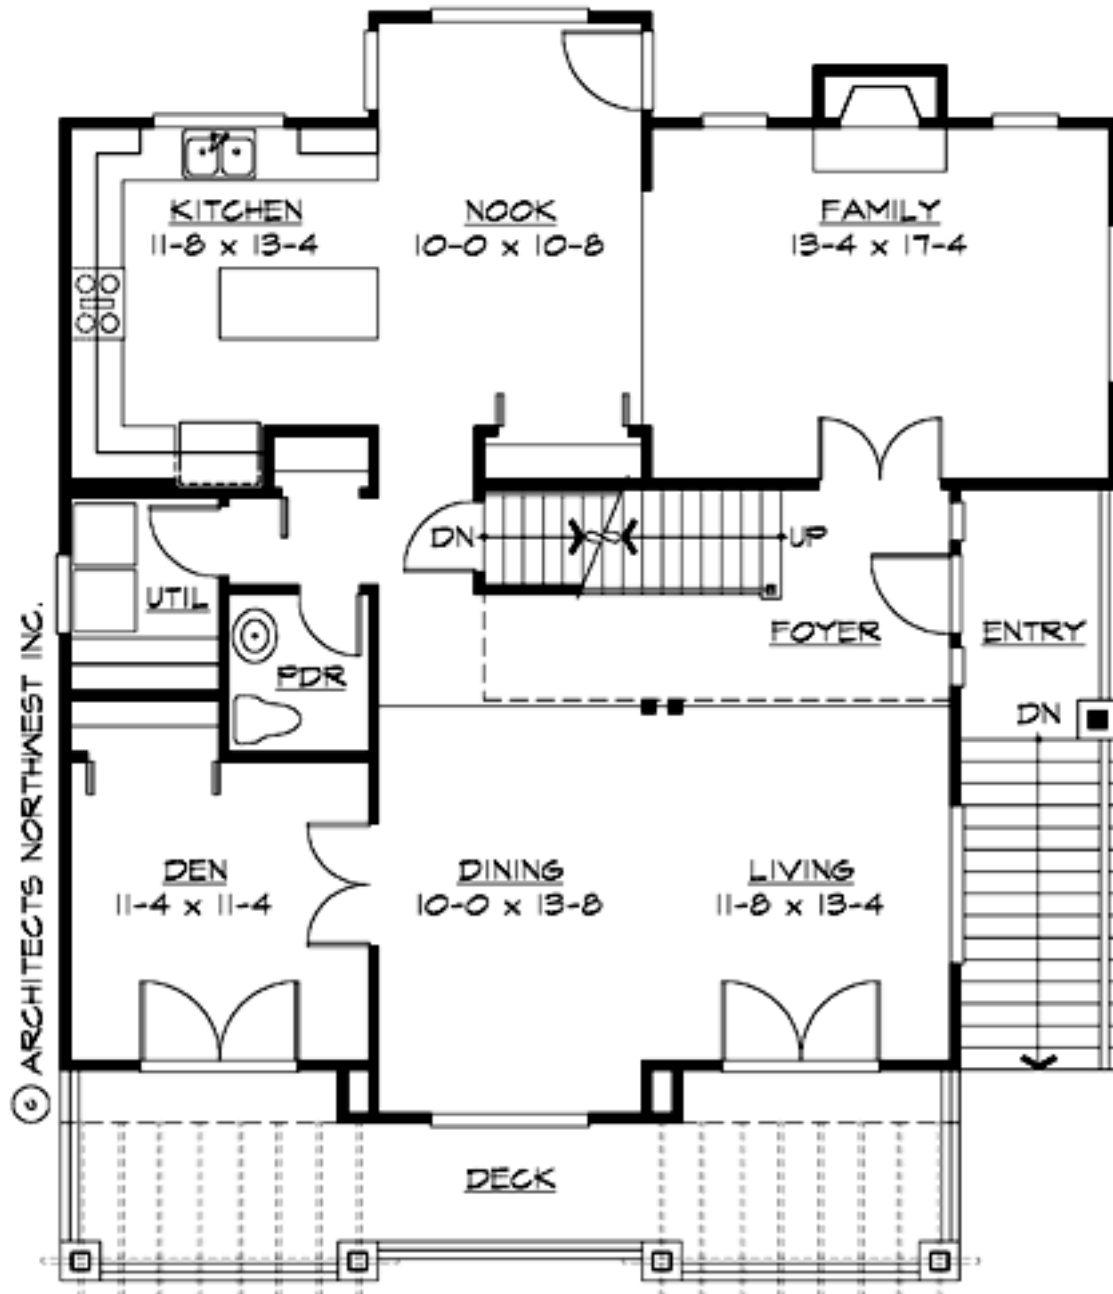 KITCHEN
11-8 x 13-4
NOOK
10-0 x 10-8
FAMILY
13-4 x 17-4
DN
UP
UTIL
FOYER
ENTRY
PDR
DN
DEN
11-4 x 11-4
DINING
10-0 x 13-8
LIVING
11-8 x 13-4
DECK
© ARCHITECTS NORTHWEST INC.